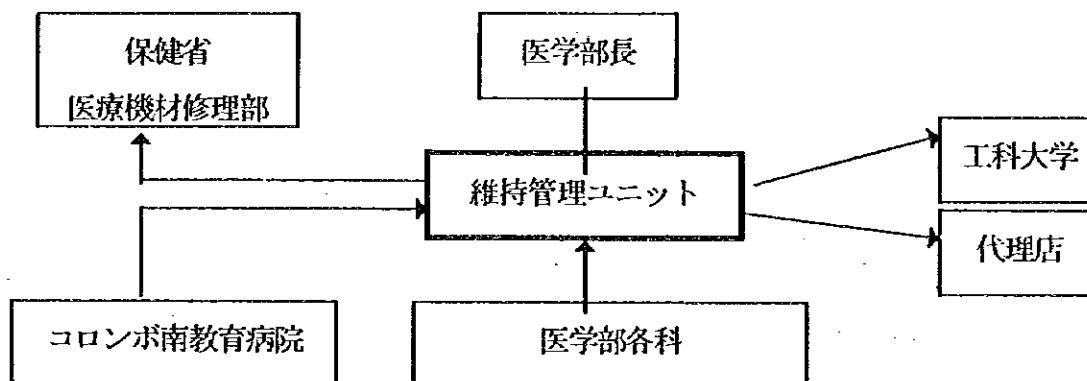 保健省
医療機材修理部
医学部長
工科大学
維持管理ユニット
代理店
コロンボ南教育病院
医学部各科